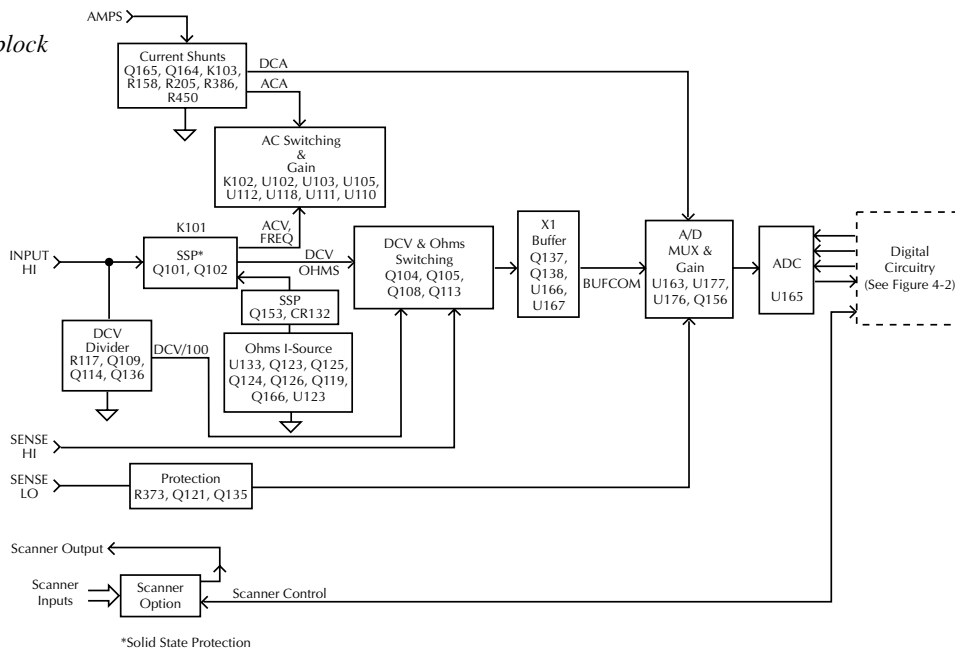 block
AMPS
Current Shunts
Q165, Q164, K103,
R158, R205, R386,
R450
DCA
ACA
AC Switching
&
Gain
K102, U102, U103, U105,
U112, U118, U111, U110
K101
ACV,
FREQ
INPUT
HI
SSP*
Q101, Q102
DCV
OHMS
DCV & Ohms
Switching
Q104, Q105,
Q108, Q113
X1
Buffer
Q137,
Q138,
U166,
U167
BUFCOM
A/D
MUX &
Gain
U163, U177,
U176, Q156
ADC
U165
Digital
Circuitry
(See Figure 4-2)
SSP
Q153, CR132
DCV
Divider
R117, Q109,
Q114, Q136
DCV/100
Ohms I-Source
U133, Q123, Q125,
Q124, Q126, Q119,
Q166, U123
SENSE
HI
SENSE
LO
Protection
R373, Q121, Q135
Scanner Output
Scanner
Inputs
Scanner
Option
Scanner Control
*Solid State Protection